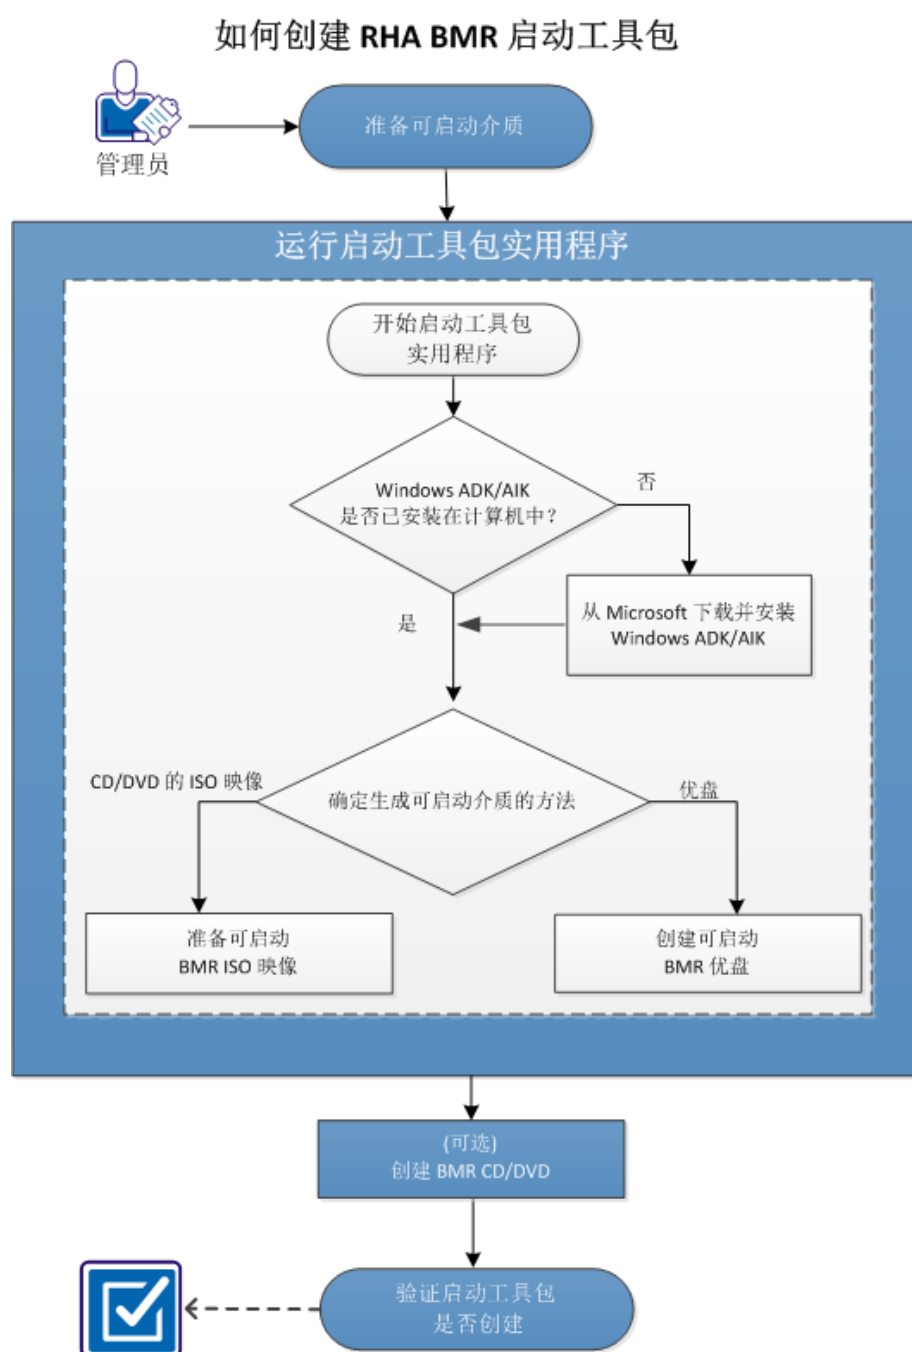 如何创建 RHA BMR 启动工具包
准备可启动介质
管理员
运行启动工具包实用程序
开始启动工具包
实用程序
Windows ADK/AIK
是否已安装在计算机中?
否
从 Microsoft 下载并安装
Windows ADK/AIK
是
CD/DVD 的 ISO 映像
确定生成可启动介质的方法
优盘
准备可启动
BMR ISO 映像
创建可启动
BMR 优盘
(可选)
创建 BMR CD/DVD
验证启动工具包
是否创建